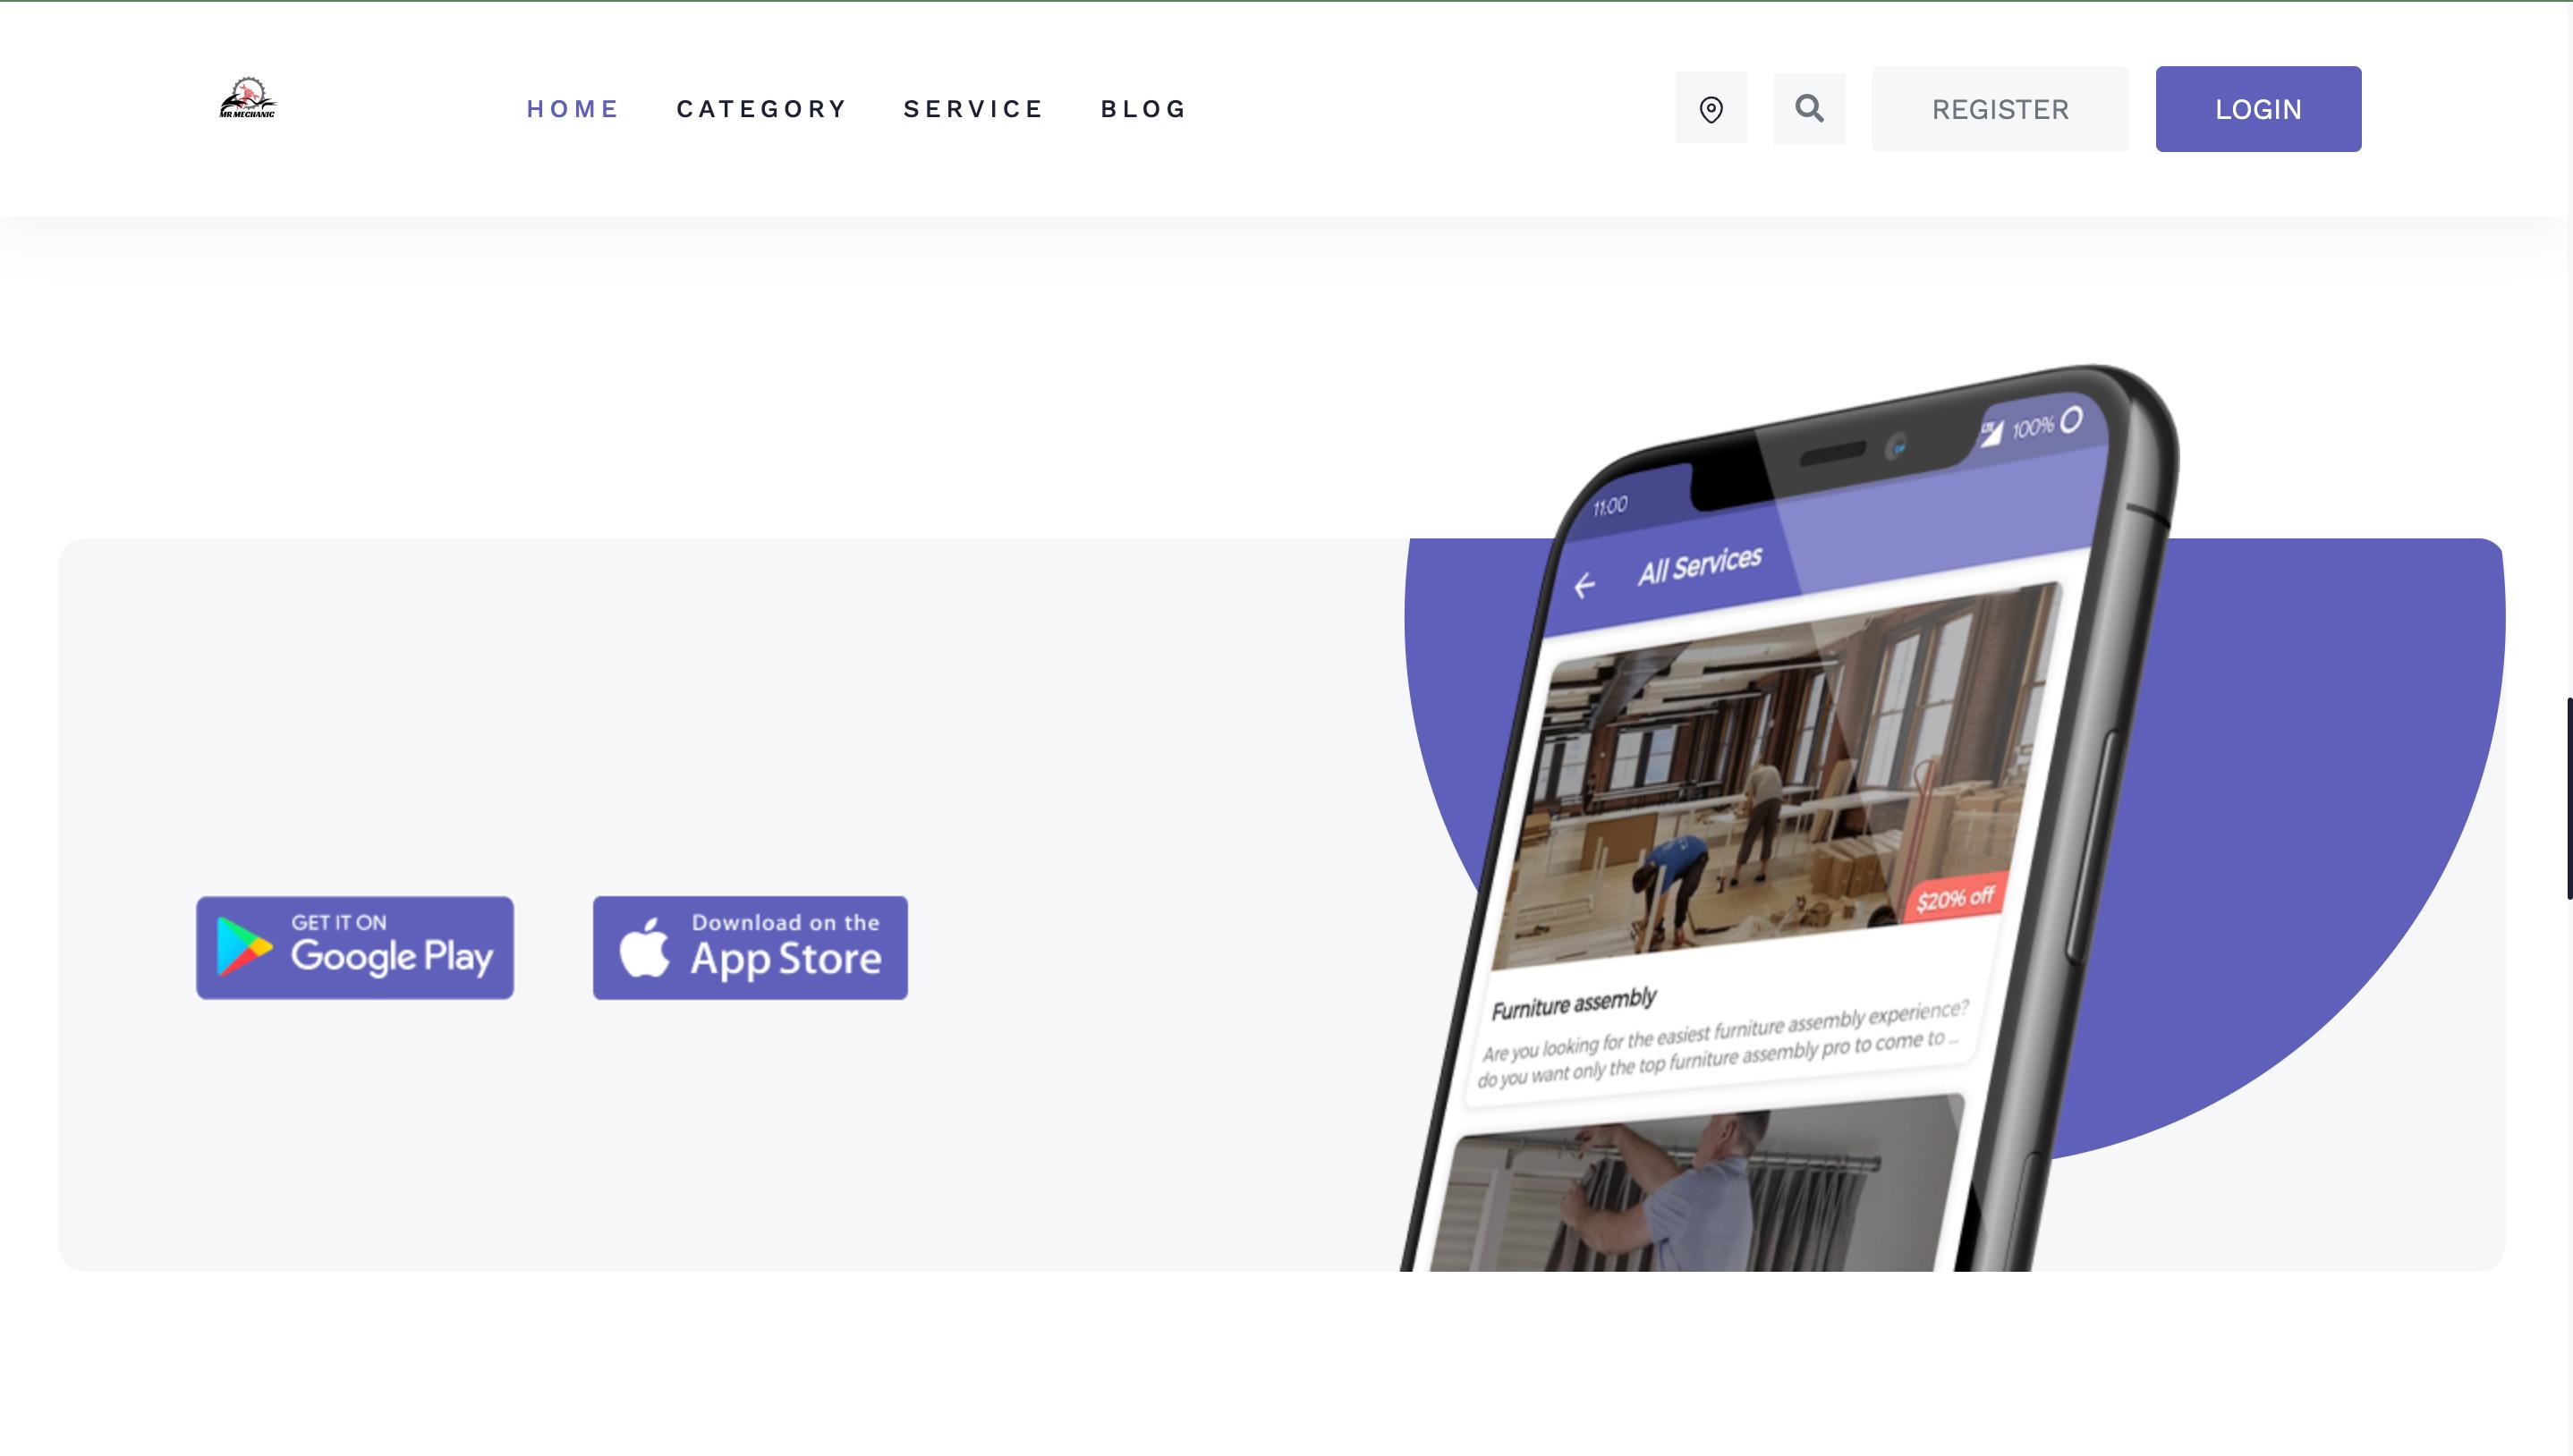 MR MECHANIC
HOME CATEGORY SERVICE BLOG
REGISTER
LOGIN
11:00
LTE 100%
All Services
$20% off
Furniture assembly
Are you looking for the easiest furniture assembly experience?
do you want only the top furniture assembly pro to come to ...
GET IT ON
Google Play
Download on the
App Store